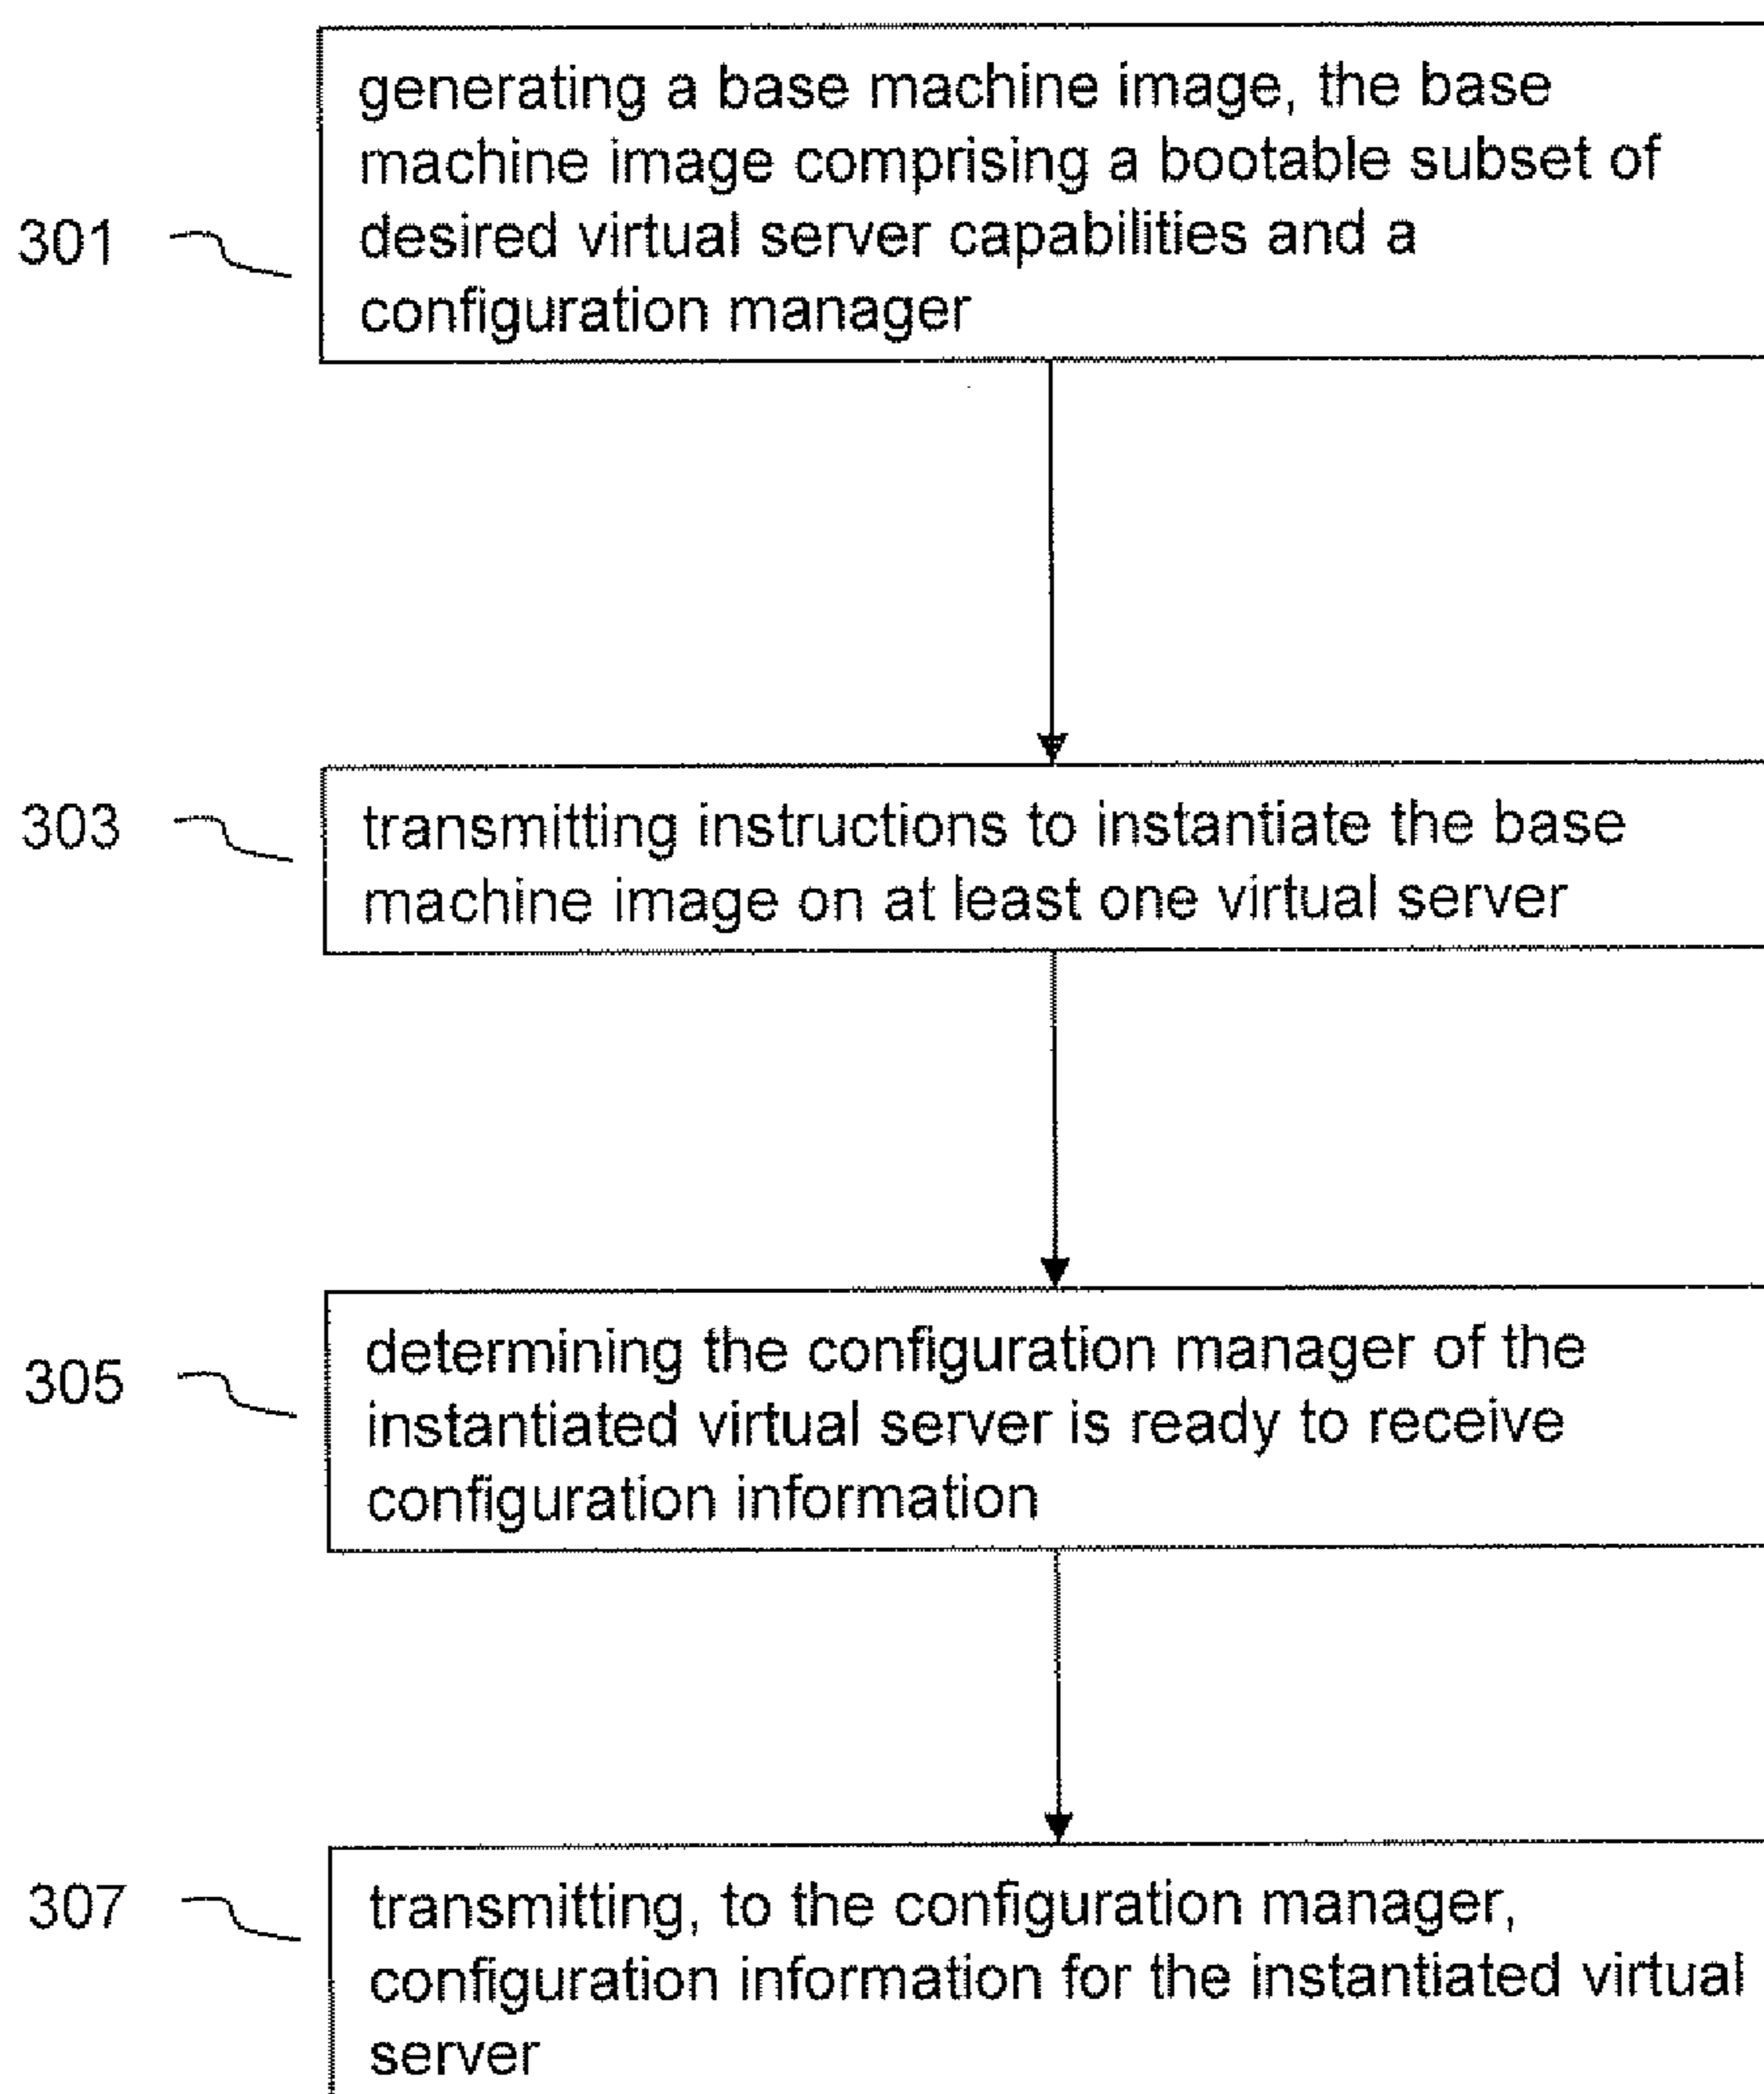 generating a base machine image, the base
machine image comprising a bootable subset of
301
desired virtual server capabilities and a
configuration manager
303
transmitting instructions to instantiate the base
machine image on at least one virtual server
305
determining the configuration manager of the
instantiated virtual server is ready to receive
configuration information
307
transmitting, to the configuration manager,
configuration information for the instantiated virtual
server